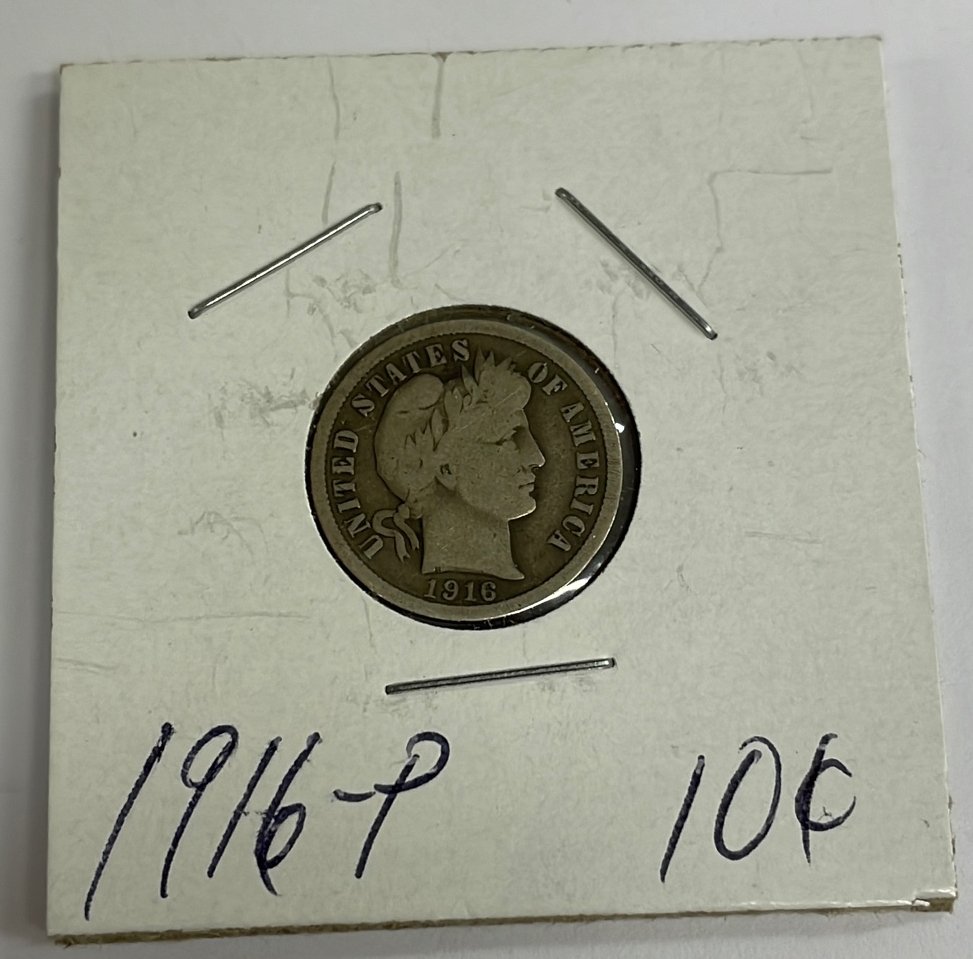 UNITED STATES OF AMERICA
1916
1916-P 10¢